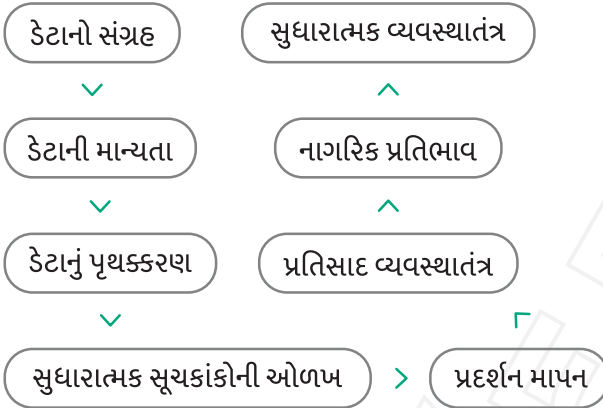 ડેટાનો સંગ્રહ
ડેટાની માન્યતા
ડેટાનું પૃથક્કરણ
સુધારાત્મક સૂચકાંકોની ઓળખ
પ્રદર્શન માપન
પ્રતિસાદ વ્યવસ્થાતંત્ર
નાગરિક પ્રતિભાવ
સુધારાત્મક વ્યવસ્થાતંત્ર